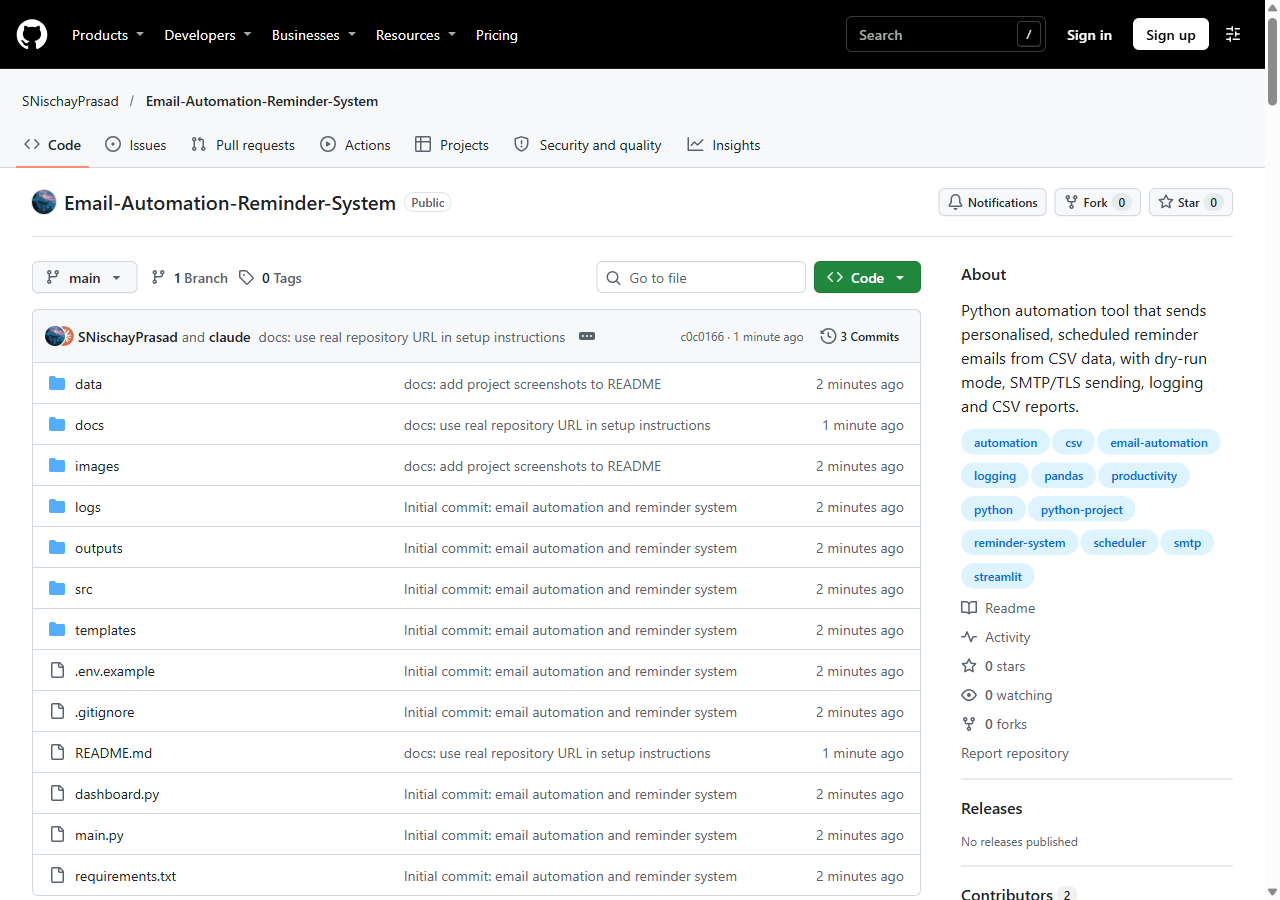 Products Developers Businesses Resources Pricing Search / Sign in Sign up
SNischayPrasad / Email-Automation-Reminder-System
Code Issues Pull requests Actions Projects Security and quality Insights
Email-Automation-Reminder-System Public Notifications Fork 0 Star 0
main 1 Branch 0 Tags Go to file Code
SNischayPrasad and claude docs: use real repository URL in setup instructions c0c0166 · 1 minute ago 3 Commits
data docs: add project screenshots to README 2 minutes ago
docs docs: use real repository URL in setup instructions 1 minute ago
images docs: add project screenshots to README 2 minutes ago
logs Initial commit: email automation and reminder system 2 minutes ago
outputs Initial commit: email automation and reminder system 2 minutes ago
src Initial commit: email automation and reminder system 2 minutes ago
templates Initial commit: email automation and reminder system 2 minutes ago
.env.example Initial commit: email automation and reminder system 2 minutes ago
.gitignore Initial commit: email automation and reminder system 2 minutes ago
README.md docs: use real repository URL in setup instructions 1 minute ago
dashboard.py Initial commit: email automation and reminder system 2 minutes ago
main.py Initial commit: email automation and reminder system 2 minutes ago
requirements.txt Initial commit: email automation and reminder system 2 minutes ago
About
Python automation tool that sends
personalised, scheduled reminder
emails from CSV data, with dry-run
mode, SMTP/TLS sending, logging
and CSV reports.
automation csv email-automation
logging pandas productivity
python python-project
reminder-system scheduler smtp
streamlit
Readme
Activity
0 stars
0 watching
0 forks
Report repository
Releases
No releases published
Contributors 2